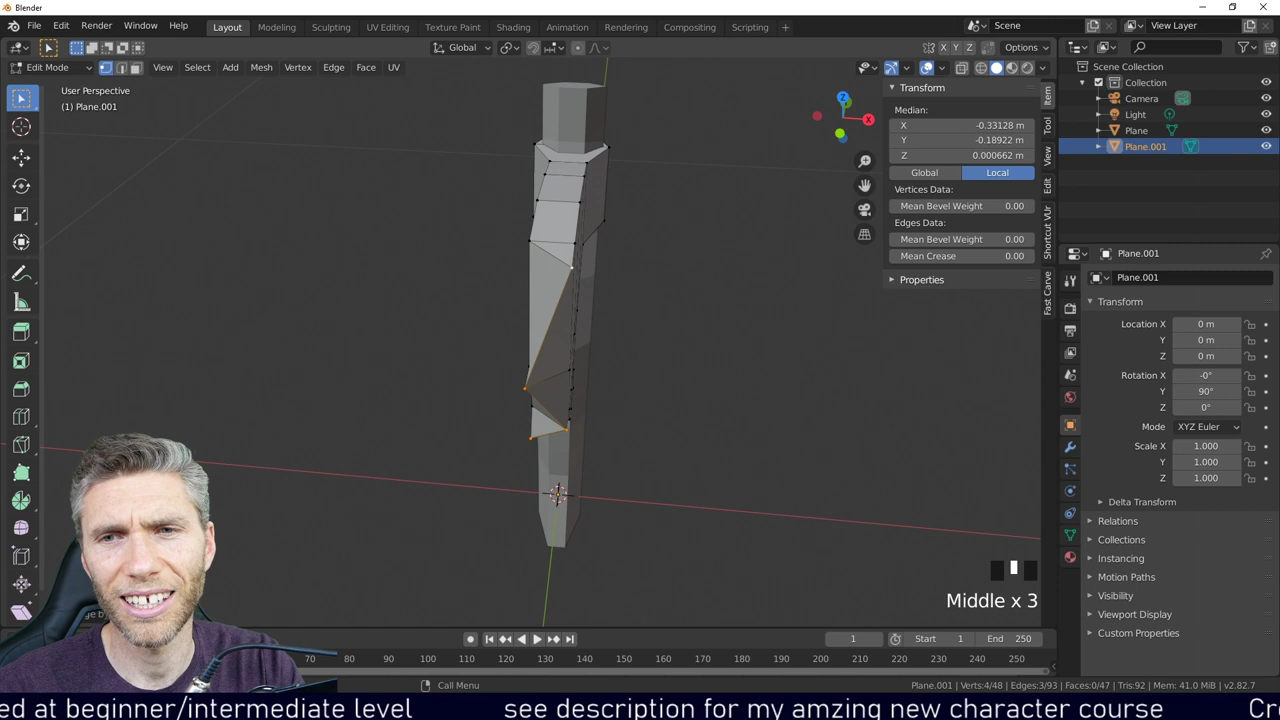 Blender
File Edit Render Window Help
Layout Modeling Sculpting UV Editing Texture Paint Shading Animation Rendering Compositing Scripting +
Scene
View Layer
Global
X Y Z Options
Edit Mode View Select Add Mesh Vertex Edge Face UV
User Perspective
(1) Plane.001
Z
X
Transform
Median:
X -0.33128 m
Y -0.18922 m
Z 0.000662 m
Global Local
Vertices Data:
Mean Bevel Weight 0.00
Edges Data:
Mean Bevel Weight 0.00
Mean Crease 0.00
Properties
Item
Tool
View
Edit
Shortcut VUr
Fast Carve
Scene Collection
Collection
Camera
Light
Plane
Plane.001
Plane.001
Plane.001
Transform
Location X 0 m
Y 0 m
Z 0 m
Rotation X -0°
Y 90°
Z 0°
Mode XYZ Euler
Scale X 1.000
Y 1.000
Z 1.000
Delta Transform
Relations
Collections
Instancing
Motion Paths
Visibility
Viewport Display
Custom Properties
Middle x 3
1 Start 1 End 250
70 80 90 100 110 120 130 140 150 160 170 180 190 200 210 220 230 240 250
Call Menu
Plane.001 | Verts:4/48 | Edges:3/93 | Faces:0/47 | Tris:92 | Mem: 41.0 MiB | v2.82.7
ed at beginner/intermediate level see description for my amzing new character course Cr